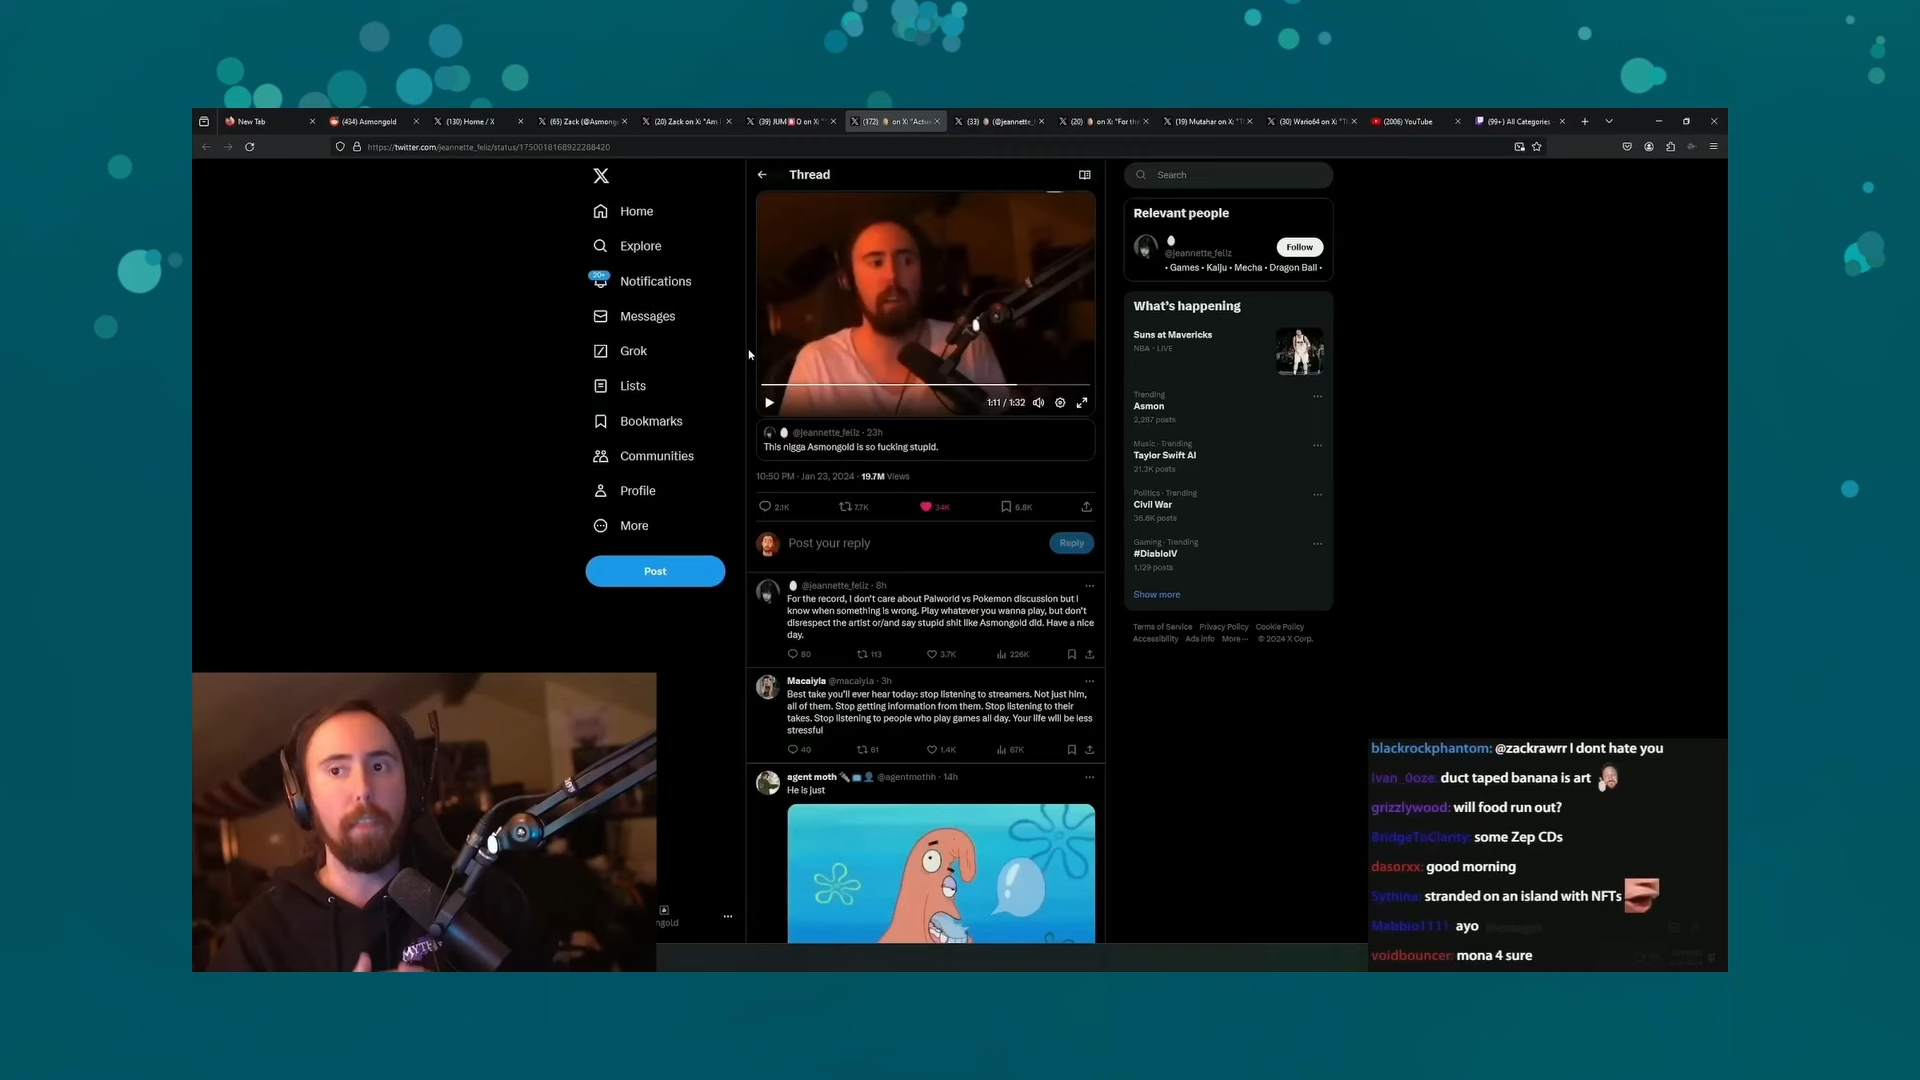 New Tab
(434) Asmongold
(130) Home / X
(65) Zack (@Asmong
(20) Zack on X: "Am I
(39) JUM O on X: "
(172) on X: "Actu
(33) (@jeannette_
(20) on X: "For th
(19) Mutahar on X: "T
(30) Wario64 on X: "T
(2006) YouTube
(99+) All Categories
https://twitter.com/jeannette_feliz/status/1750018168922288420
Home
Explore
20+
Notifications
Messages
Grok
Lists
Bookmarks
Communities
Profile
More
Post
Thread
1:11 / 1:32
@jeannette_feliz · 23h
This nigga Asmongold is so fucking stupid.
10:50 PM · Jan 23, 2024 · 19.7M Views
2.1K
7.7K
34K
6.8K
Post your reply
Reply
@jeannette_feliz · 8h
For the record, I don't care about Palworld vs Pokemon discussion but I
know when something is wrong. Play whatever you wanna play, but don't
disrespect the artist or/and say stupid shit like Asmongold did. Have a nice
day.
80
113
3.7K
226K
Macaiyla @macaiyla · 3h
Best take you'll ever hear today: stop listening to streamers. Not just him,
all of them. Stop getting information from them. Stop listening to their
takes. Stop listening to people who play games all day. Your life will be less
stressful
40
61
1.4K
67K
agent moth @agentmothh · 14h
He is just
Search
Relevant people
@jeannette_feliz
Follow
• Games • Kaiju • Mecha • Dragon Ball •
What's happening
Suns at Mavericks
NBA · LIVE
Trending
Asmon
2,287 posts
Music · Trending
Taylor Swift AI
21.3K posts
Politics · Trending
Civil War
36.6K posts
Gaming · Trending
#DiabloIV
1,129 posts
Show more
Terms of Service Privacy Policy Cookie Policy
Accessibility Ads info More ··· © 2024 X Corp.
ngold
MYTH
blackrockphantom: @zackrawrr I dont hate you
Ivan_0oze: duct taped banana is art
grizzlywood: will food run out?
BridgeToClarity: some Zep CDs
dasorxx: good morning
Sythina: stranded on an island with NFTs
Mabbio1111: ayo
Messages
voidbouncer: mona 4 sure